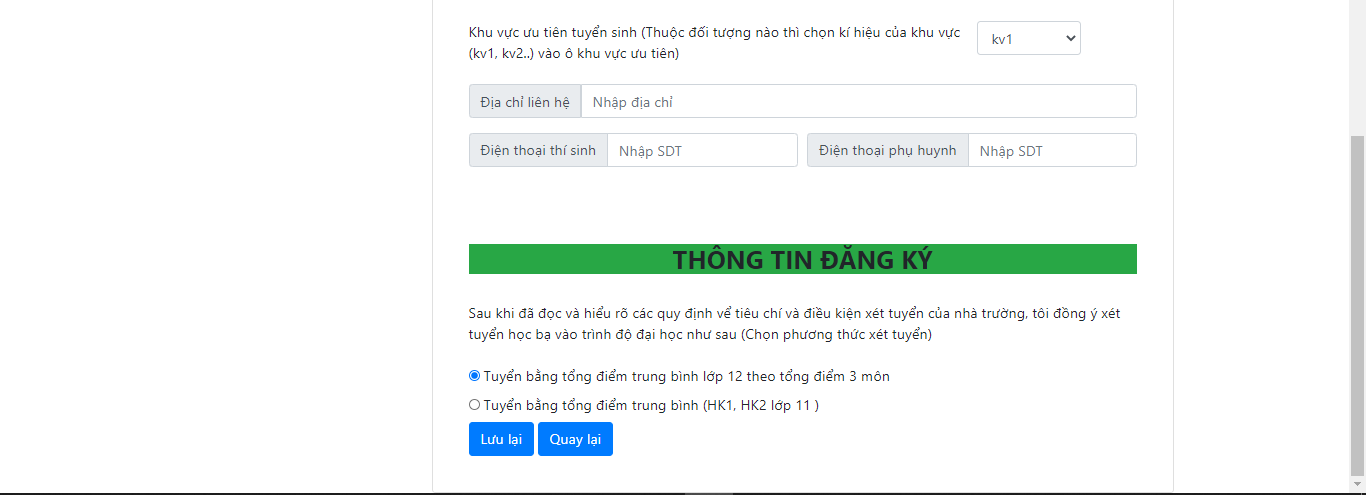 Khu vực ưu tiên tuyển sinh (Thuộc đối tượng nào thì chọn kí hiệu của khu vực
(kv1, kv2..) vào ô khu vực ưu tiên)
kv1
Địa chỉ liên hệ
Nhập địa chỉ
Điện thoại thí sinh
Nhập SDT
Điện thoại phụ huynh
Nhập SDT
THÔNG TIN ĐĂNG KÝ
Sau khi đã đọc và hiểu rõ các quy định vể tiêu chí và điều kiện xét tuyển của nhà trường, tôi đồng ý xét
tuyển học bạ vào trình độ đại học như sau (Chọn phương thức xét tuyển)
Tuyển bằng tổng điểm trung bình lớp 12 theo tổng điểm 3 môn
Tuyển bằng tổng điểm trung bình (HK1, HK2 lớp 11 )
Lưu lại
Quay lại